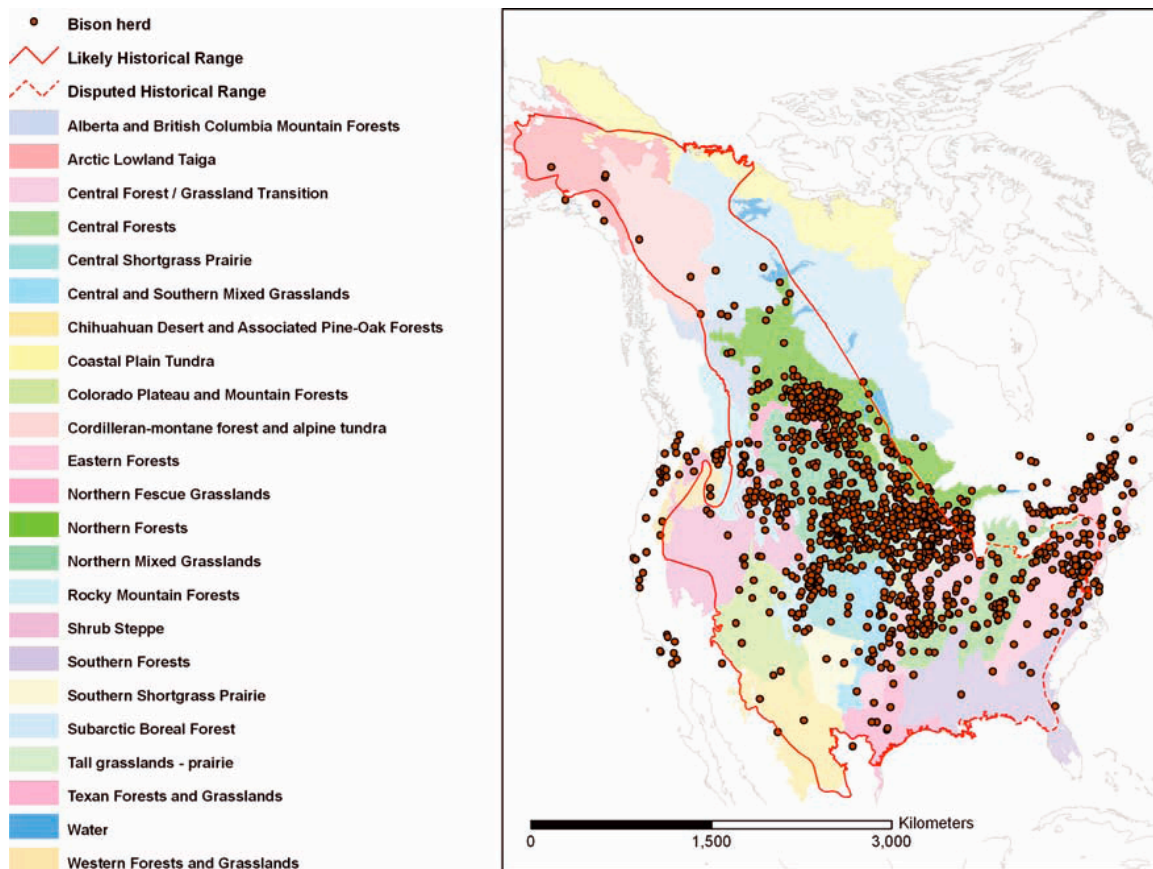 Bison herd
Likely Historical Range
Disputed Historical Range
Alberta and British Columbia Mountain Forests
Arctic Lowland Taiga
Central Forest / Grassland Transition
Central Forests
Central Shortgrass Prairie
Central and Southern Mixed Grasslands
Chihuahuan Desert and Associated Pine-Oak Forests
Coastal Plain Tundra
Colorado Plateau and Mountain Forests
Cordilleran-montane forest and alpine tundra
Eastern Forests
Northern Fescue Grasslands
Northern Forests
Northern Mixed Grasslands
Rocky Mountain Forests
Shrub Steppe
Southern Forests
Southern Shortgrass Prairie
Subarctic Boreal Forest
Tall grasslands - prairie
Texan Forests and Grasslands
Water
Western Forests and Grasslands
Kilometers
0 1,500 3,000